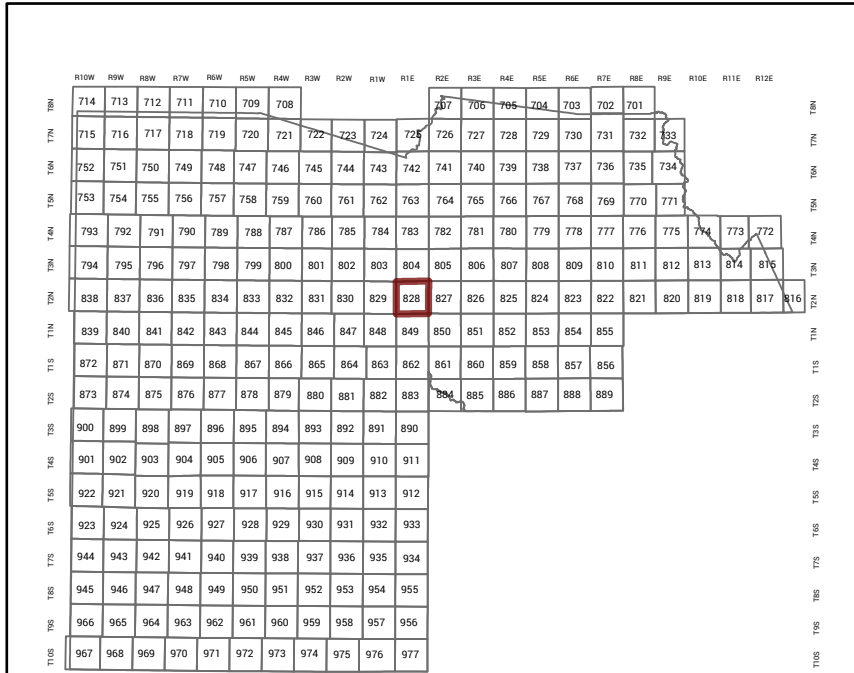 R10W R9W R8W R7W R6W R5W R4W R3W R2W R1W R1E R2E R3E R4E R5E R6E R7E R8E R9E R10E R11E R12E
T8N 714 713 712 711 710 709 708 707 706 705 704 703 702 701 T8N
T7N 715 716 717 718 719 720 721 722 723 724 725 726 727 728 729 730 731 732 733 T7N
T6N 752 751 750 749 748 747 746 745 744 743 742 741 740 739 738 737 736 735 734 T6N
T5N 753 754 755 756 757 758 759 760 761 762 763 764 765 766 767 768 769 770 771 T5N
T4N 793 792 791 790 789 788 787 786 785 784 783 782 781 780 779 778 777 776 775 774 773 772 T4N
T3N 794 795 796 797 798 799 800 801 802 803 804 805 806 807 808 809 810 811 812 813 814 815 T3N
T2N 838 837 836 835 834 833 832 831 830 829 828 827 826 825 824 823 822 821 820 819 818 817 816 T2N
T1N 839 840 841 842 843 844 845 846 847 848 849 850 851 852 853 854 855 T1N
T1S 872 871 870 869 868 867 866 865 864 863 862 861 860 859 858 857 856 T1S
T2S 873 874 875 876 877 878 879 880 881 882 883 884 885 886 887 888 889 T2S
T3S 900 899 898 897 896 895 894 893 892 891 890 T3S
T4S 901 902 903 904 905 906 907 908 909 910 911 T4S
T5S 922 921 920 919 918 917 916 915 914 913 912 T5S
T6S 923 924 925 926 927 928 929 930 931 932 933 T6S
T7S 944 943 942 941 940 939 938 937 936 935 934 T7S
T8S 945 946 947 948 949 950 951 952 953 954 955 T8S
T9S 966 965 964 963 962 961 960 959 958 957 956 T9S
T10S 967 968 969 970 971 972 973 974 975 976 977 T10S